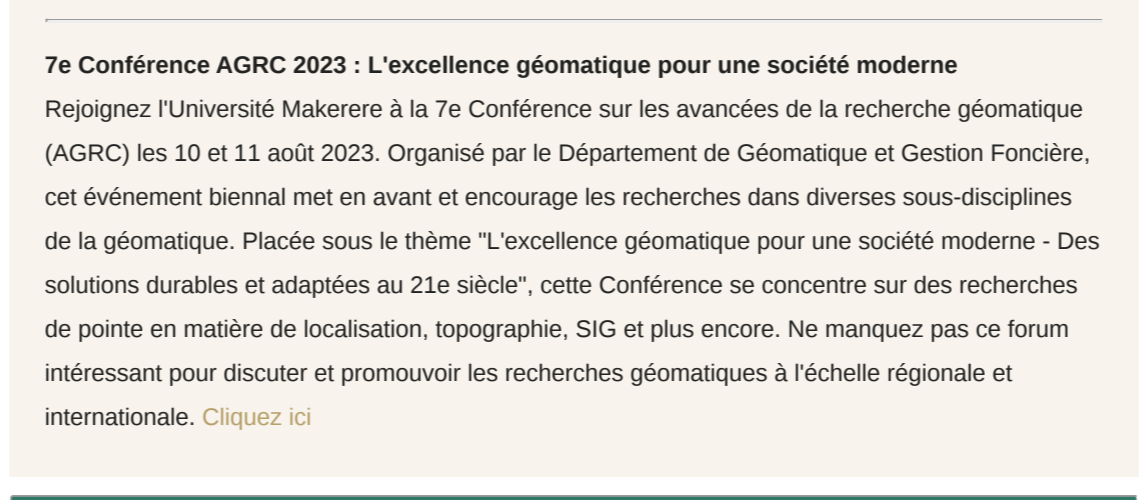 7e Conférence AGRC 2023 : L'excellence géomatique pour une société moderne
Rejoignez l'Université Makerere à la 7e Conférence sur les avancées de la recherche géomatique
(AGRC) les 10 et 11 août 2023. Organisé par le Département de Géomatique et Gestion Foncière,
cet événement biennal met en avant et encourage les recherches dans diverses sous-disciplines
de la géomatique. Placée sous le thème "L'excellence géomatique pour une société moderne - Des
solutions durables et adaptées au 21e siècle", cette Conférence se concentre sur des recherches
de pointe en matière de localisation, topographie, SIG et plus encore. Ne manquez pas ce forum
intéressant pour discuter et promouvoir les recherches géomatiques à l'échelle régionale et
internationale. Cliquez ici